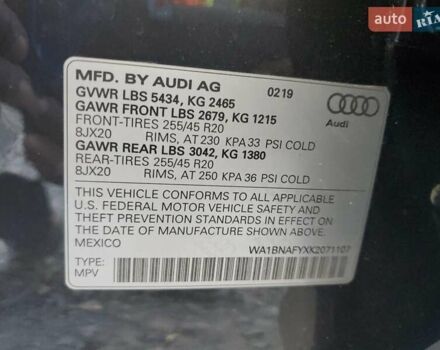 auto RIA
MFD. BY AUDI AG 0219
GVWR LBS 5434, KG 2465
GAWR FRONT LBS 2679, KG 1215
FRONT-TIRES 255/45 R20
8JX20 RIMS, AT 230 KPA 33 PSI COLD
GAWR REAR LBS 3042, KG 1380
REAR-TIRES 255/45 R20
8JX20 RIMS, AT 250 KPA 36 PSI COLD
Audi
THIS VEHICLE CONFORMS TO ALL APPLICABLE
U.S. FEDERAL MOTOR VEHICLE SAFETY AND
THEFT PREVENTION STANDARDS IN EFFECT ON
THE DATE OF MANUFACTURE SHOWN ABOVE.
MEXICO WA1BNAFYXK2071107
TYPE:
MPV